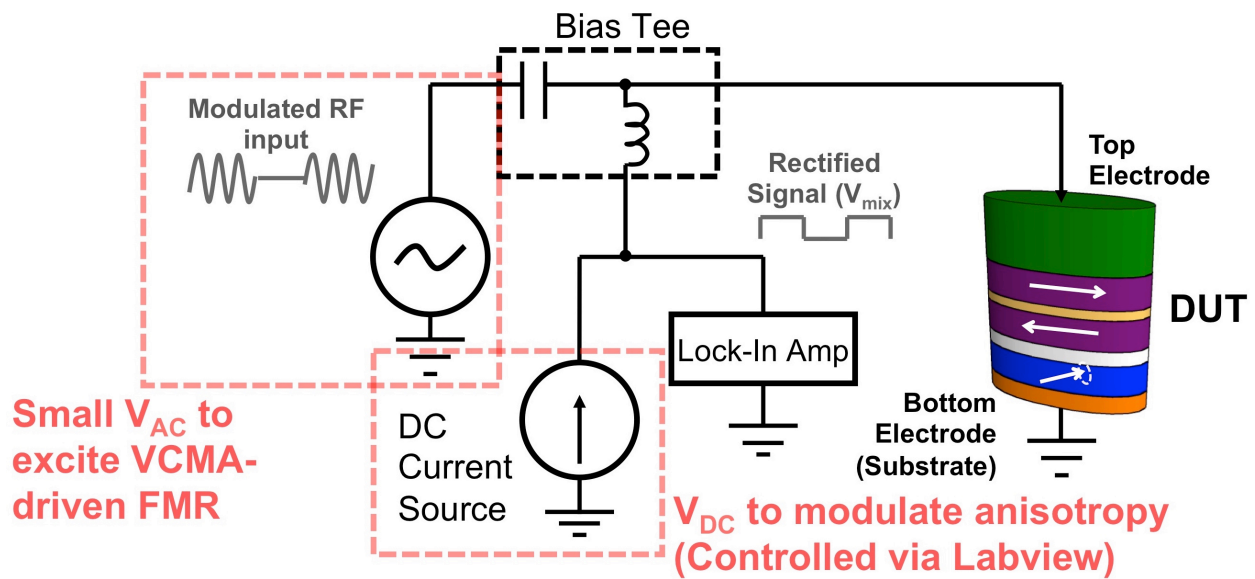 Bias Tee
Modulated RF
input
Rectified
Signal (Vmix)
Top
Electrode
DUT
Lock-In Amp
Small VAC to
excite VCMA-
driven FMR
DC
Current
Source
Bottom
Electrode
(Substrate)
VDC to modulate anisotropy
(Controlled via Labview)